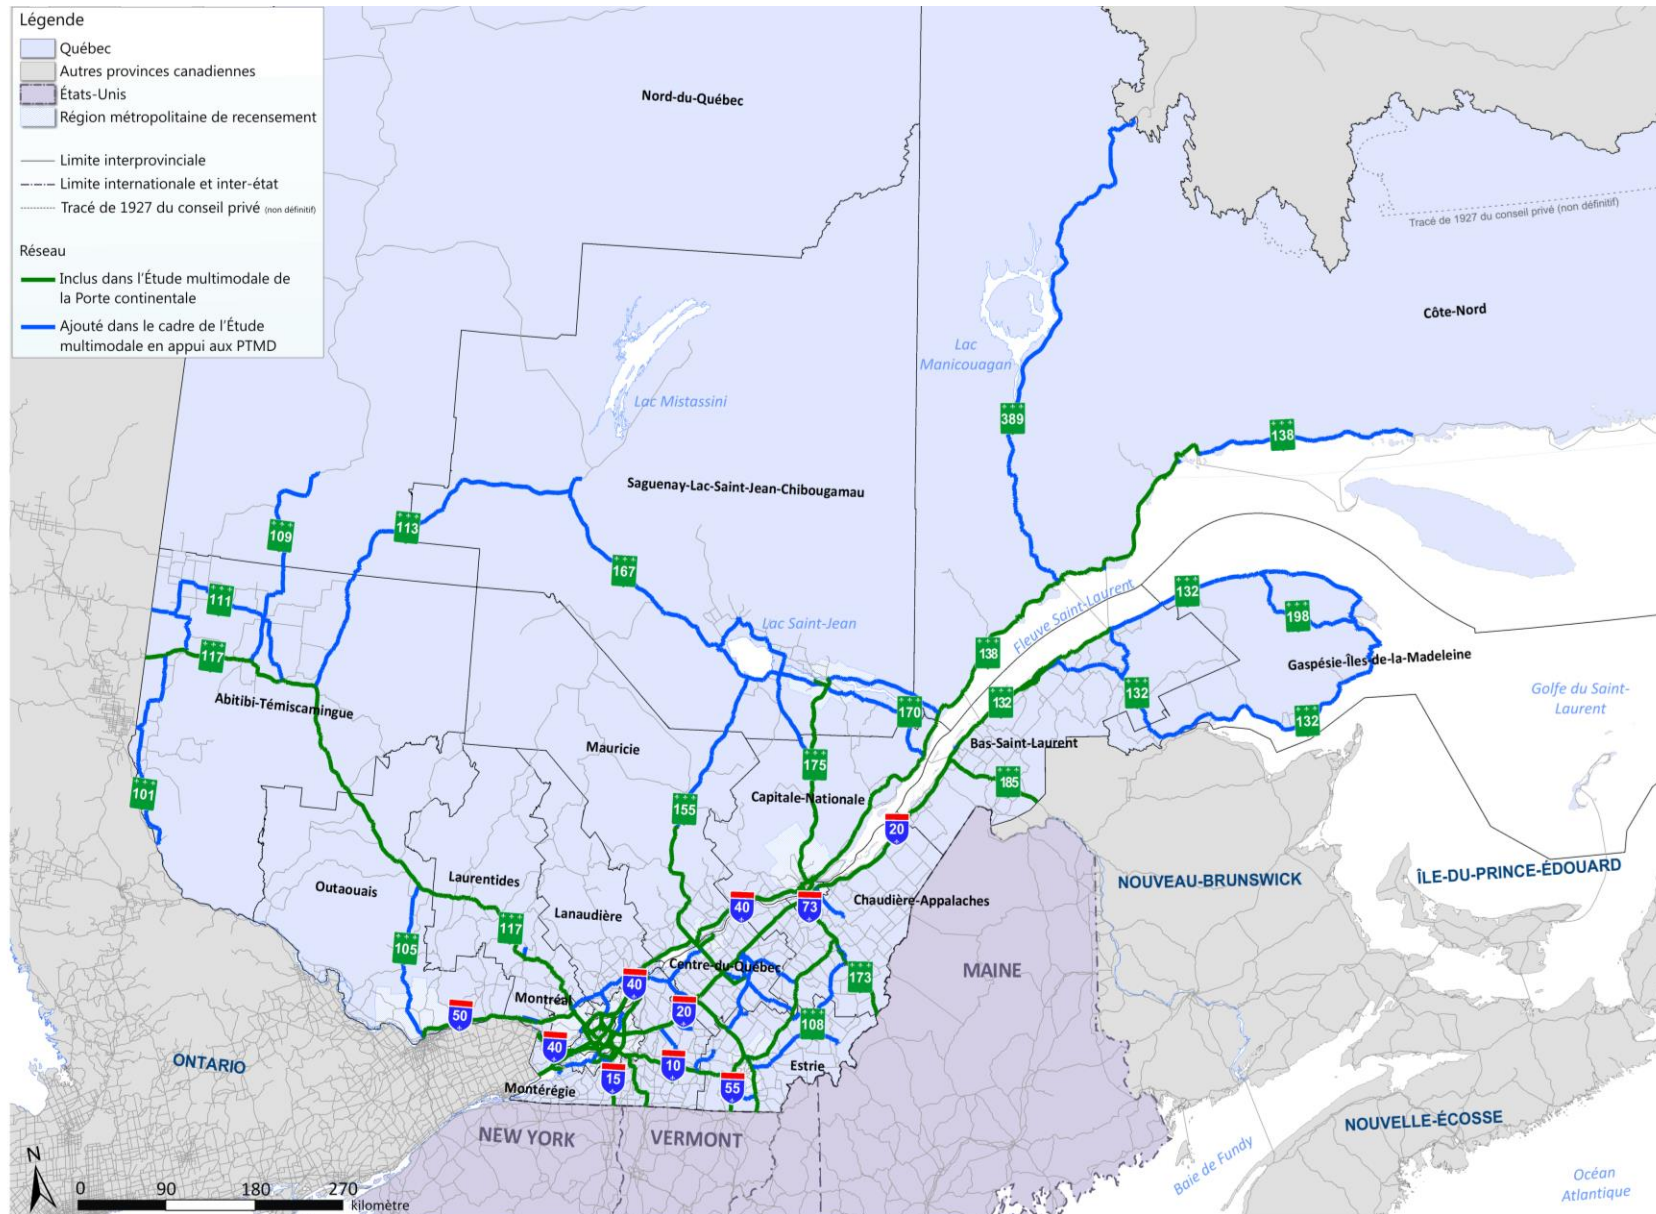 Légende
Québec
Autres provinces canadiennes
États-Unis
Région métropolitaine de recensement
Limite interprovinciale
Limite internationale et inter-état
Tracé de 1927 du conseil privé (non définitif)
Réseau
Inclus dans l'Étude multimodale de
la Porte continentale
Ajouté dans le cadre de l'Étude
multimodale en appui aux PTMD
Nord-du-Québec
Tracé de 1927 du conseil privé (non définitif)
Côte-Nord
Lac
Manicouagan
Lac Mistassini
389
138
Saguenay-Lac-Saint-Jean-Chibougamau
109
113
167
111
117
Abitibi-Témiscamingue
101
Lac Saint-Jean
Fleuve Saint-Laurent
138
132
198
Gaspésie-Îles-de-la-Madeleine
132
132
132
170
Golfe du Saint-
Laurent
Bas-Saint-Laurent
185
Mauricie
175
Capitale-Nationale
155
20
Outaouais
Laurentides
Lanaudière
40
73
Chaudière-Appalaches
NOUVEAU-BRUNSWICK
ÎLE-DU-PRINCE-ÉDOUARD
105
117
Centre-du-Québec
173
MAINE
40
Montréal
20
50
108
40
10
15
55
Estrie
Montérégie
ONTARIO
NEW YORK
VERMONT
NOUVELLE-ÉCOSSE
Baie de Fundy
Océan
Atlantique
N
0 90 180 270
kilomètre